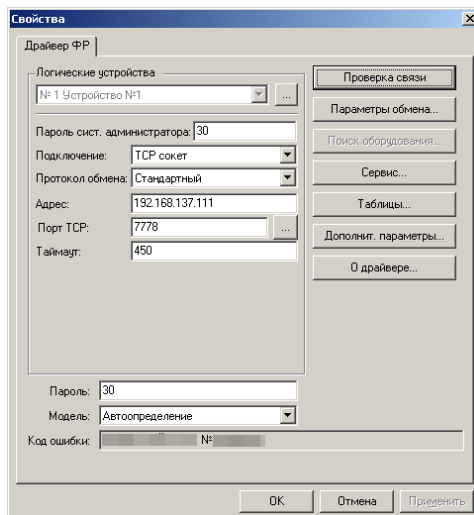 Свойства
Драйвер ФР
Логические устройства
№ 1 Устройство №1
...
Проверка связи
Параметры обмена...
Пароль сист. администратора: 30
Поиск оборудования...
Подключение: TCP сокет
Протокол обмена: Стандартный
Сервис...
Адрес: 192.168.137.111
Таблицы...
Порт TCP: 7778 ...
Дополнит. параметры...
Таймаут: 450
О драйвере...
Пароль: 30
Модель: Автоопределение
Код ошибки: №
OK Отмена Применить